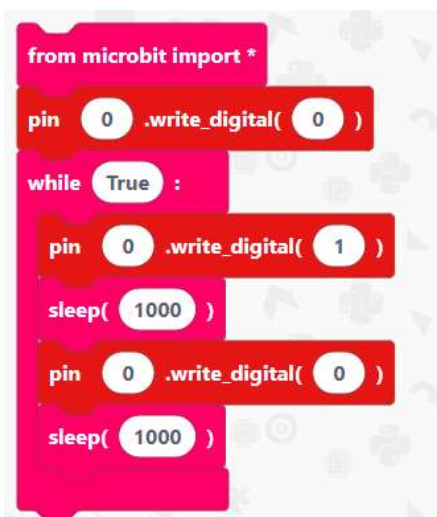 from microbit import *
pin 0 .write_digital( 0 )
while True :
pin 0 .write_digital( 1 )
sleep( 1000 )
pin 0 .write_digital( 0 )
sleep( 1000 )